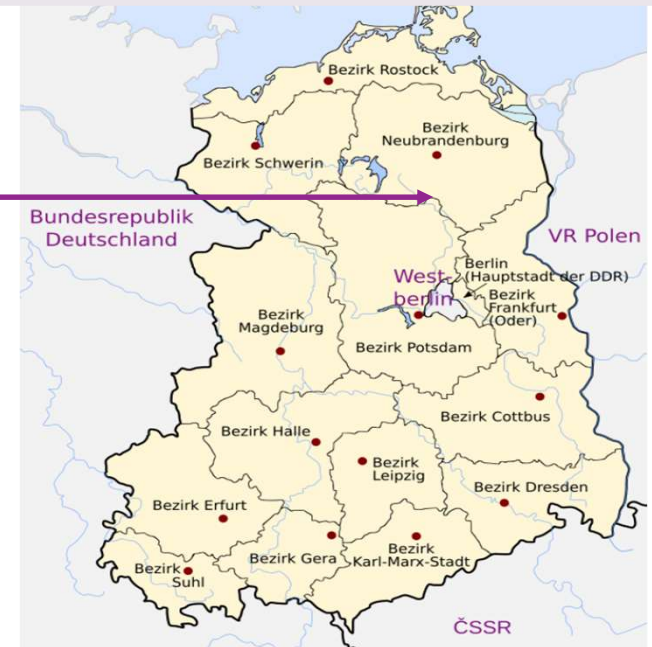 Bezirk Rostock
Bezirk
Neubrandenburg
Bezirk Schwerin
Bundesrepublik
Deutschland
VR Polen
West-
berlin
Berlin
(Hauptstadt der DDR)
Bezirk
Frankfurt
(Oder)
Bezirk
Magdeburg
Bezirk Potsdam
Bezirk Cottbus
Bezirk Halle
Bezirk
Leipzig
Bezirk Dresden
Bezirk Erfurt
Bezirk Gera
Bezirk
Karl-Marx-Stadt
Bezirk
Suhl
ČSSR